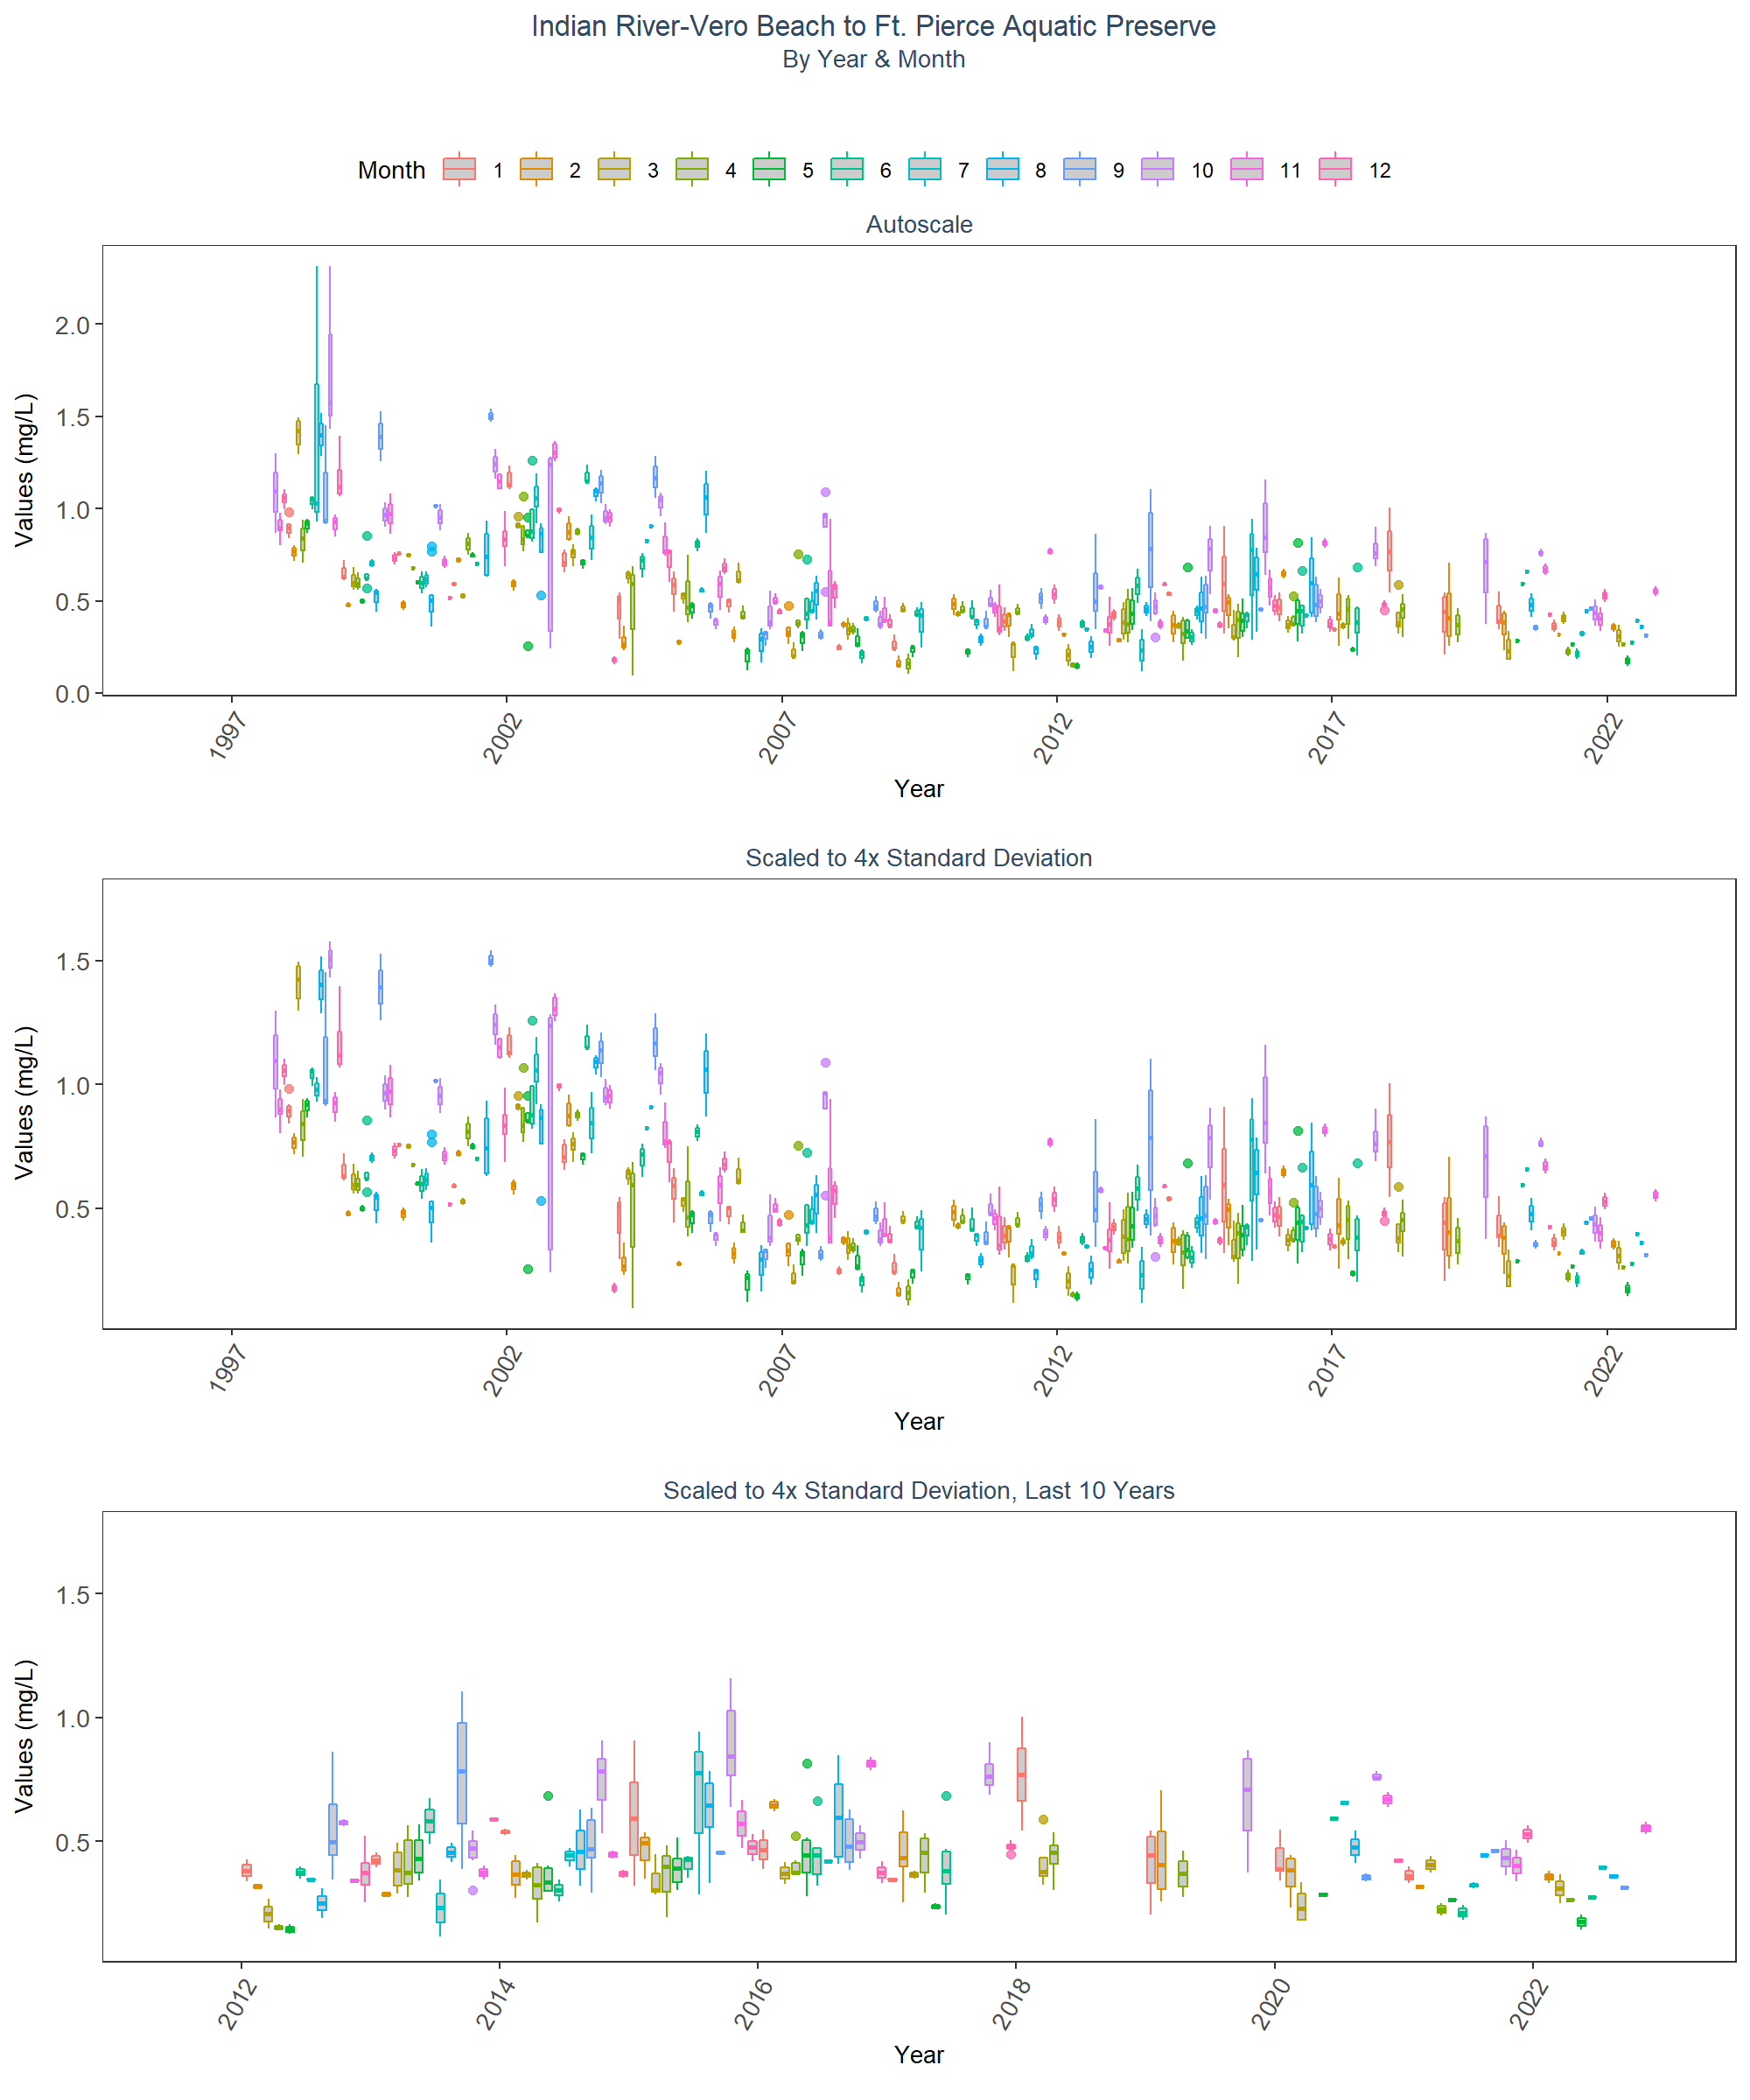 Indian River-Vero Beach to Ft. Pierce Aquatic Preserve
By Year & Month
Month 1 2 3 4 5 6 7 8 9 10 11 12
Autoscale
Values (mg/L)
2.0
1.5
1.0
0.5
0.0
1997 2002 2007 2012 2017 2022
Year
Scaled to 4x Standard Deviation
Values (mg/L)
1.5
1.0
0.5
1997 2002 2007 2012 2017 2022
Year
Scaled to 4x Standard Deviation, Last 10 Years
Values (mg/L)
1.5
1.0
0.5
2012 2014 2016 2018 2020 2022
Year